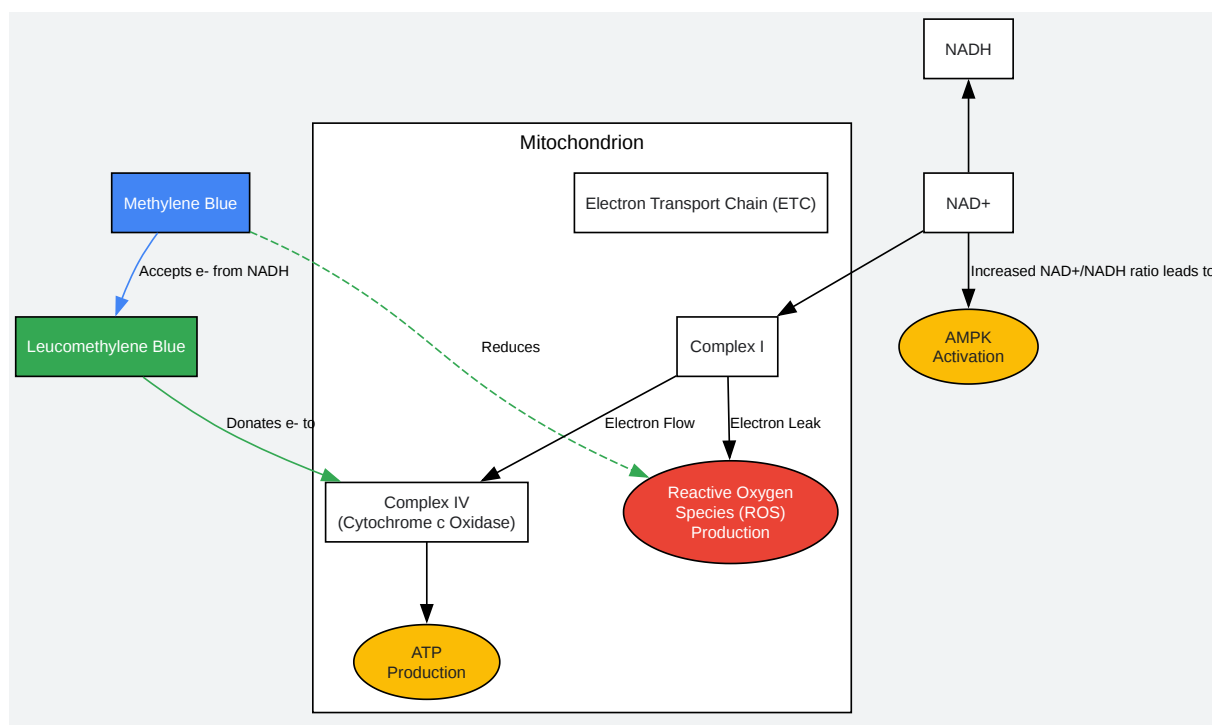 NADH
Mitochondrion
Methylene Blue
Electron Transport Chain (ETC)
NAD+
Accepts e- from NADH
Increased NAD+/NADH ratio leads to
Leucomethylene Blue
Reduces
Complex I
AMPK
Activation
Donates e- to
Electron Flow
Electron Leak
Complex IV
(Cytochrome c Oxidase)
Reactive Oxygen
Species (ROS)
Production
ATP
Production